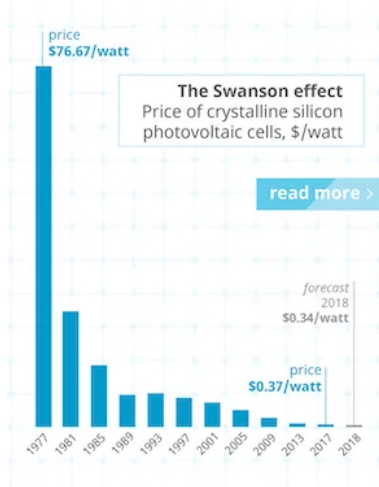 price
$76.67/watt
The Swanson effect
Price of crystalline silicon
photovoltaic cells, $/watt
read more >
forecast
2018
$0.34/watt
price
$0.37/watt
1977 1981 1985 1989 1993 1997 2001 2005 2009 2013 2017 2018